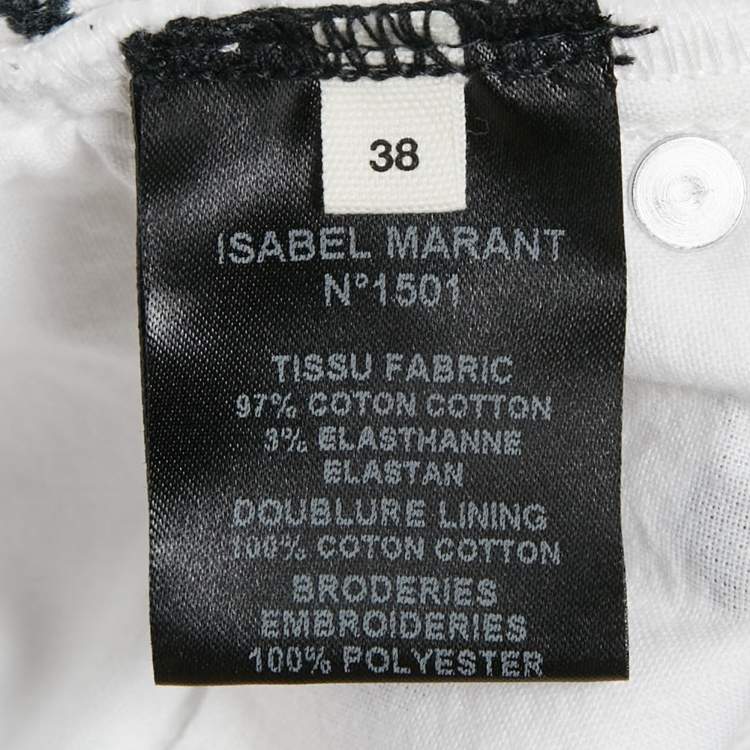 38
ISABEL MARANT
N°1501
TISSU FABRIC
97% COTON COTTON
3% ELASTHANNE
ELASTAN
DOUBLURE LINING
100% COTON COTTON
BRODERIES
EMBROIDERIES
100% POLYESTER